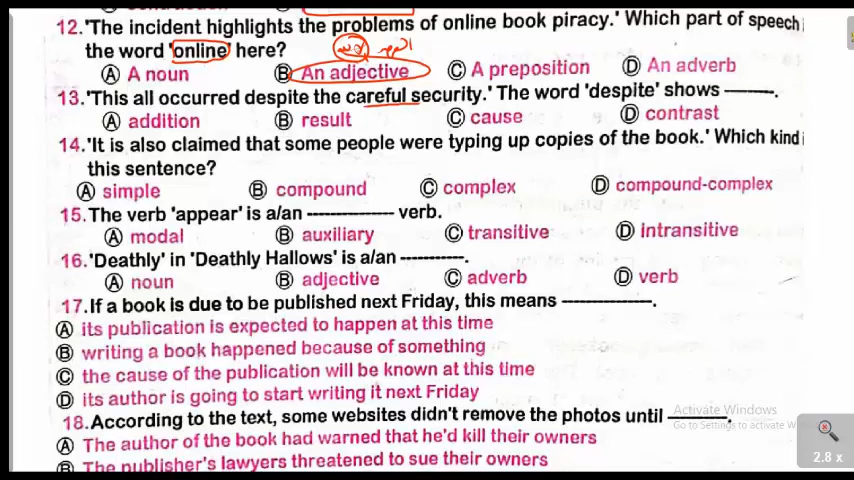 12.'The incident highlights the problems of online book piracy.' Which part of speech i
the word 'online' here?
Ⓐ A noun Ⓑ An adjective Ⓒ A preposition Ⓓ An adverb
13.'This all occurred despite the careful security.' The word 'despite' shows ———.
Ⓐ addition Ⓑ result Ⓒ cause Ⓓ contrast
14.'It is also claimed that some people were typing up copies of the book.' Which kind i
this sentence?
Ⓐ simple Ⓑ compound Ⓒ complex Ⓓ compound-complex
15.The verb 'appear' is a/an ————— verb.
Ⓐ modal Ⓑ auxiliary Ⓒ transitive Ⓓ intransitive
16.'Deathly' in 'Deathly Hallows' is a/an ————.
Ⓐ noun Ⓑ adjective Ⓒ adverb Ⓓ verb
17.If a book is due to be published next Friday, this means —————.
Ⓐ its publication is expected to happen at this time
Ⓑ writing a book happened because of something
Ⓒ the cause of the publication will be known at this time
Ⓓ its author is going to start writing it next Friday
18.According to the text, some websites didn't remove the photos until ————.
Ⓐ The author of the book had warned that he'd kill their owners
Ⓑ The publisher's lawyers threatened to sue their owners
Activate Windows
Go to Settings to activate W
2.8 x